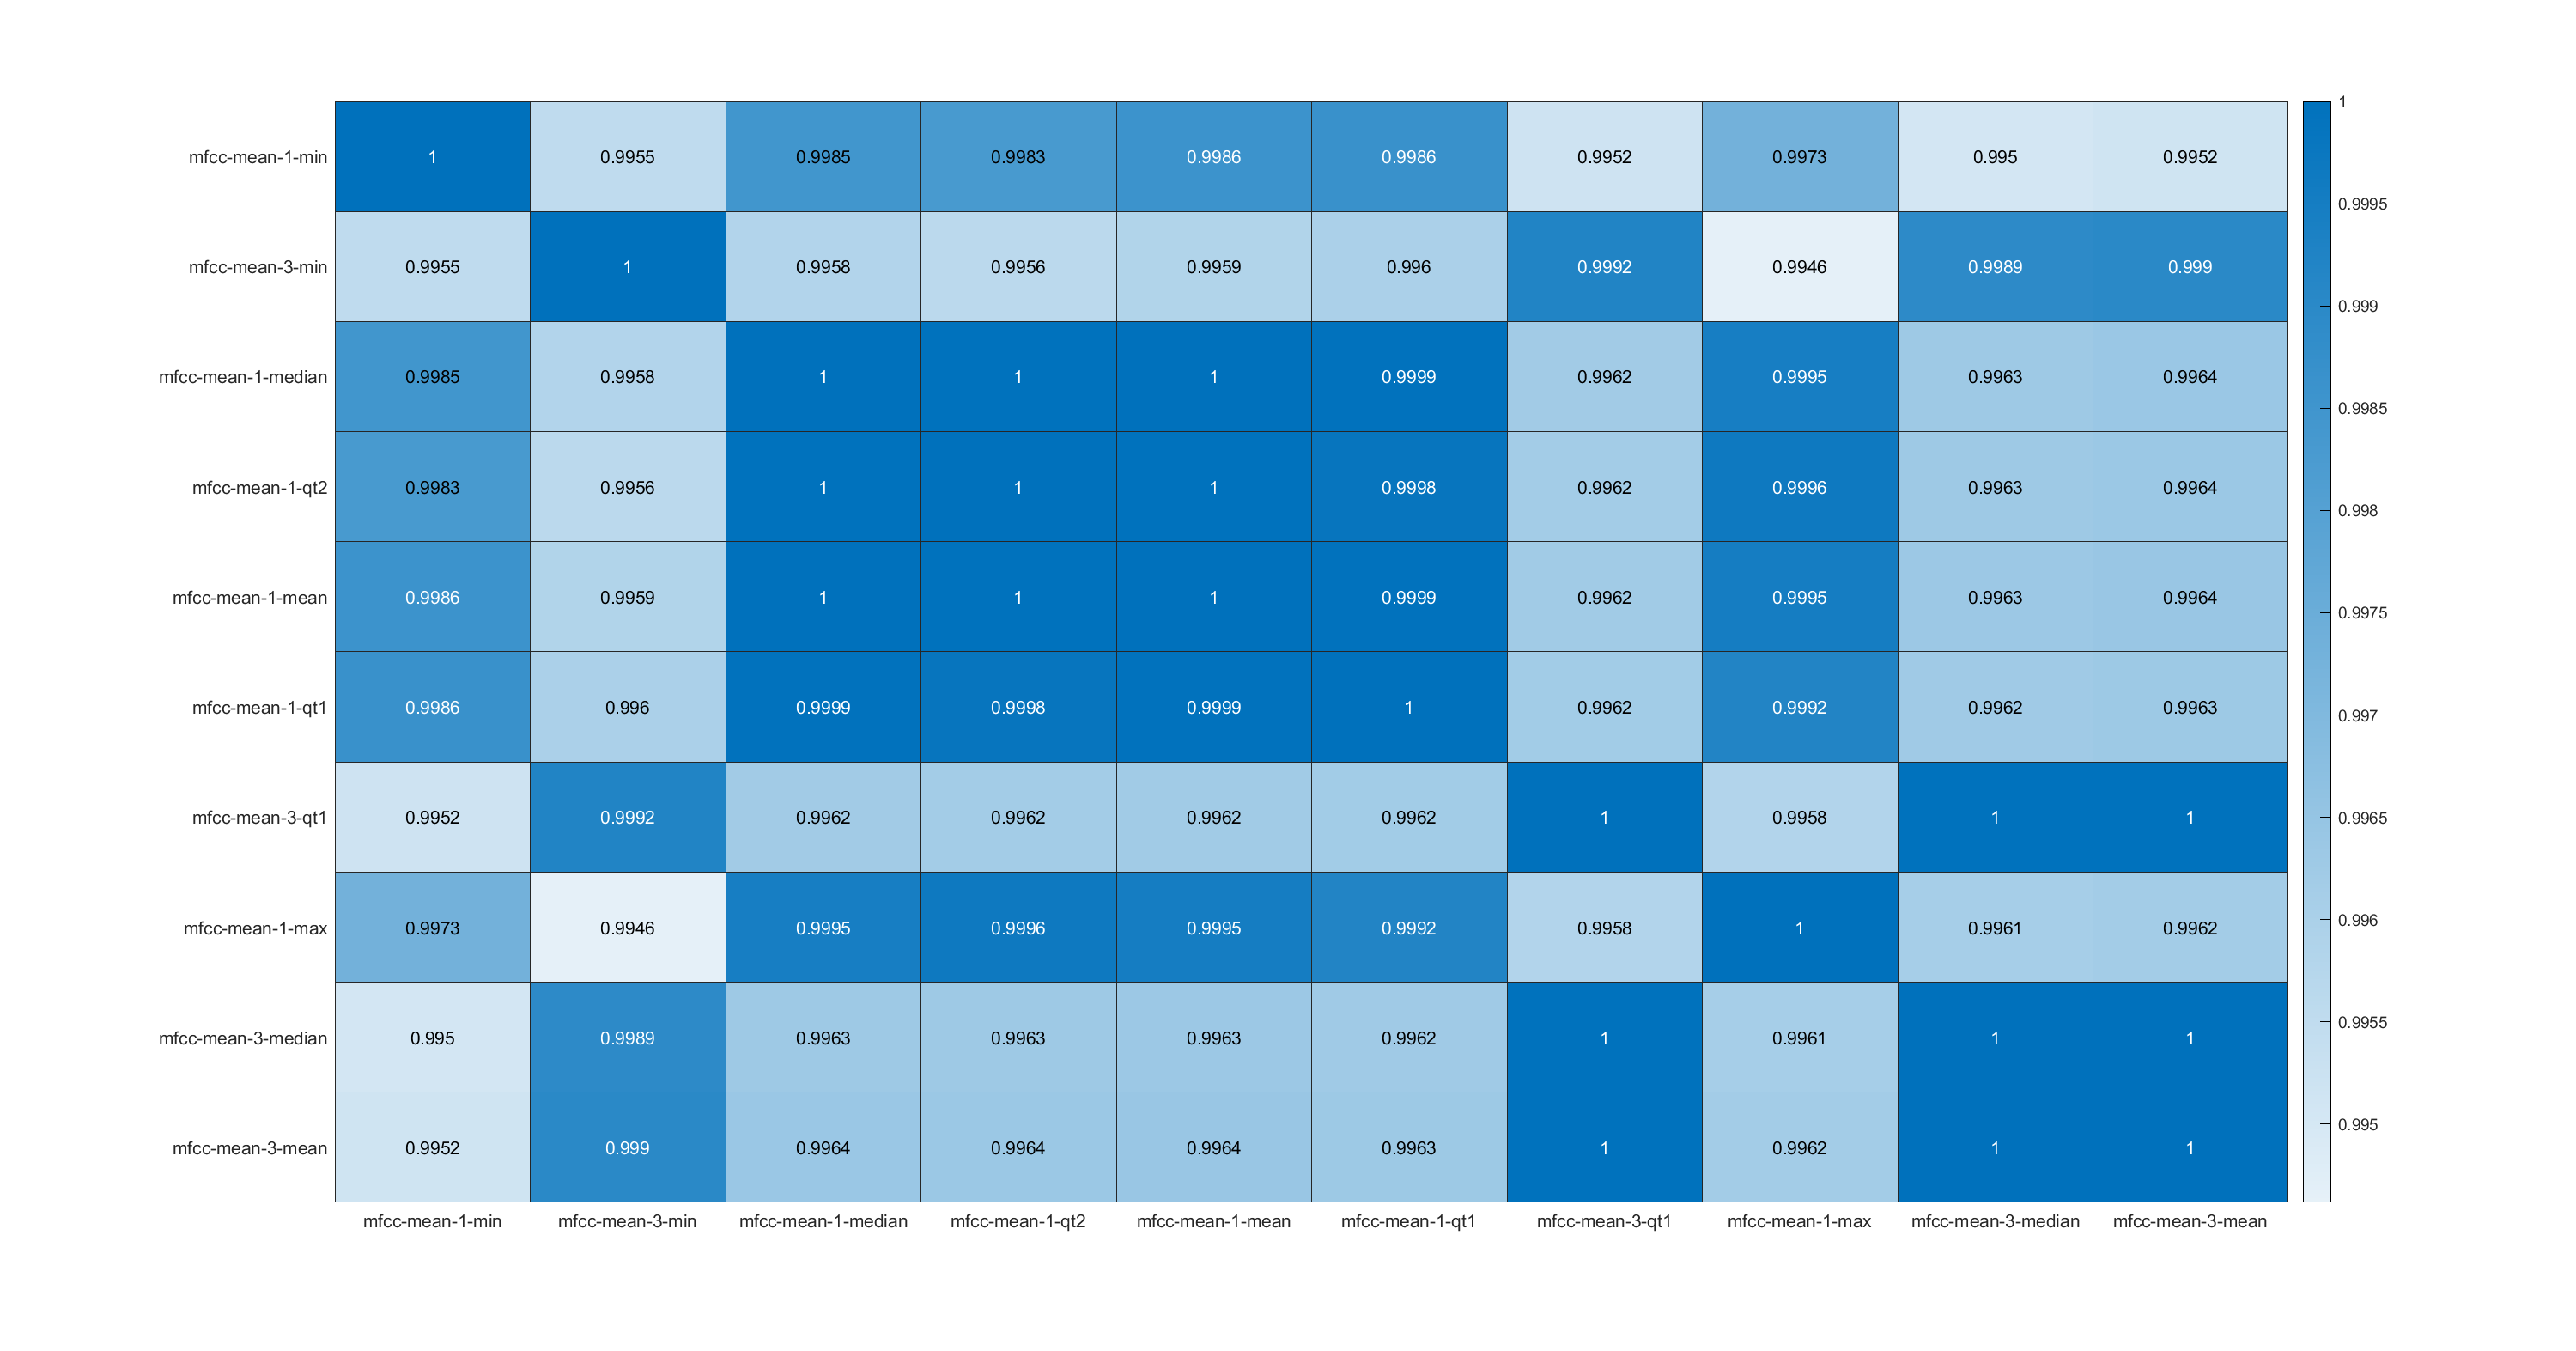 mfcc-mean-1-min 1 0.9955 0.9985 0.9983 0.9986 0.9986 0.9952 0.9973 0.995 0.9952
mfcc-mean-3-min 0.9955 1 0.9958 0.9956 0.9959 0.996 0.9992 0.9946 0.9989 0.999
mfcc-mean-1-median 0.9985 0.9958 1 1 1 0.9999 0.9962 0.9995 0.9963 0.9964
mfcc-mean-1-qt2 0.9983 0.9956 1 1 1 0.9998 0.9962 0.9996 0.9963 0.9964
mfcc-mean-1-mean 0.9986 0.9959 1 1 1 0.9999 0.9962 0.9995 0.9963 0.9964
mfcc-mean-1-qt1 0.9986 0.996 0.9999 0.9998 0.9999 1 0.9962 0.9992 0.9962 0.9963
mfcc-mean-3-qt1 0.9952 0.9992 0.9962 0.9962 0.9962 0.9962 1 0.9958 1 1
mfcc-mean-1-max 0.9973 0.9946 0.9995 0.9996 0.9995 0.9992 0.9958 1 0.9961 0.9962
mfcc-mean-3-median 0.995 0.9989 0.9963 0.9963 0.9963 0.9962 1 0.9961 1 1
mfcc-mean-3-mean 0.9952 0.999 0.9964 0.9964 0.9964 0.9963 1 0.9962 1 1
mfcc-mean-1-min mfcc-mean-3-min mfcc-mean-1-median mfcc-mean-1-qt2 mfcc-mean-1-mean mfcc-mean-1-qt1 mfcc-mean-3-qt1 mfcc-mean-1-max mfcc-mean-3-median mfcc-mean-3-mean
1
0.9995
0.999
0.9985
0.998
0.9975
0.997
0.9965
0.996
0.9955
0.995